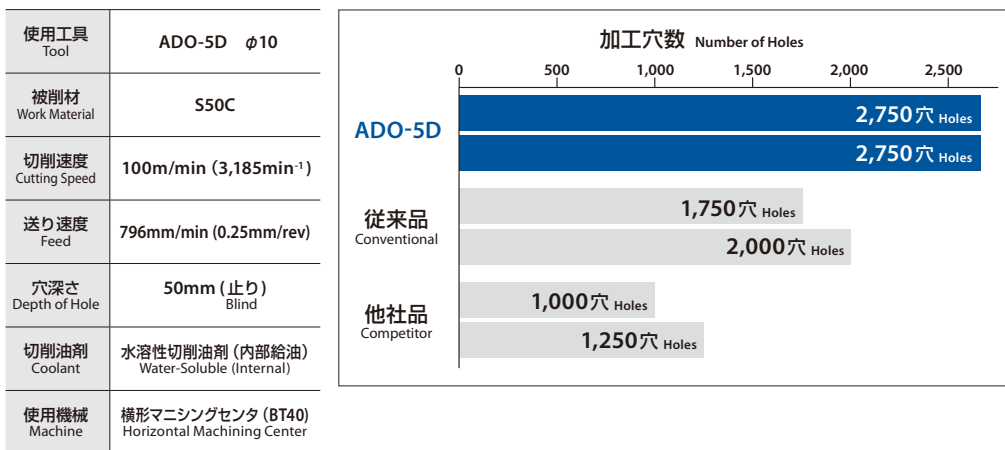 使用工具
Tool
ADO-5D φ10
被削材
Work Material
S50C
切削速度
Cutting Speed
100m/min (3,185min⁻¹)
送り速度
Feed
796mm/min (0.25mm/rev)
穴深さ
Depth of Hole
50mm (止り)
Blind
切削油剤
Coolant
水溶性切削油剤 (内部給油)
Water-Soluble (Internal)
使用機械
Machine
横形マニシングセンタ (BT40)
Horizontal Machining Center
加工穴数 Number of Holes
0 500 1,000 1,500 2,000 2,500
ADO-5D
2,750穴 Holes
2,750穴 Holes
従来品
Conventional
1,750穴 Holes
2,000穴 Holes
他社品
Competitor
1,000穴 Holes
1,250穴 Holes